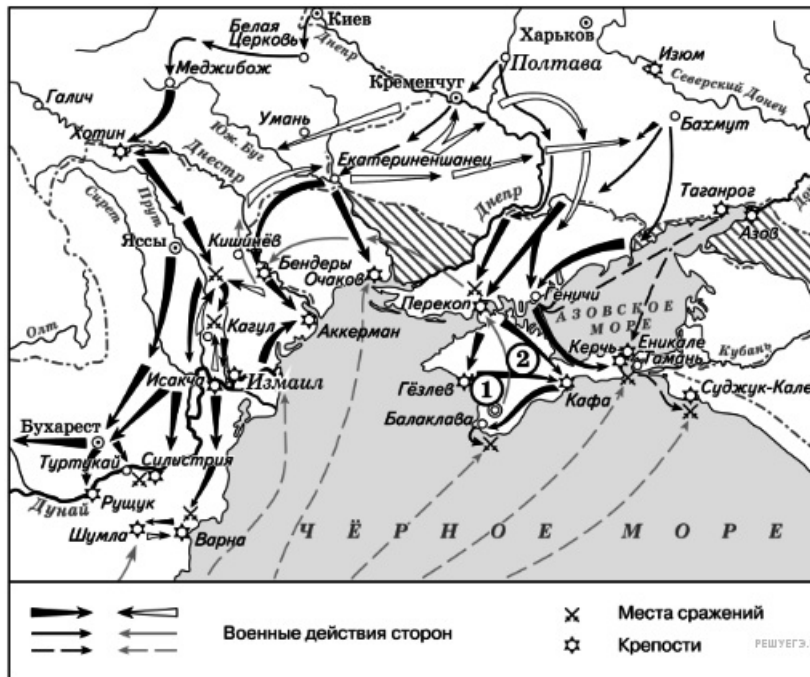 Киев
Белая
Церковь
Днепр
Харьков
Изюм
Полтава
Северский Донец
Меджибож
Кременчуг
Галич
Умань
Бахмут
Хотин
Юж. Буг
Днестр
Екатериненшанец
Сирет
Прут
Днепр
Таганрог
Азов
Кишинёв
Яссы
Бендеры
Очаков
Перекоп
Геничи
АЗОВСКОЕ
МОРЕ
Олт
Кагул
Аккерман
Керчь
Еникале
Тамань
Кубань
Исакча
Измаил
Гёзлев
1
2
Кафа
Суджук-Кале
Бухарест
Балаклава
Туртукай
Силистрия
Дунай
Рущук
Шумла
Варна
ЧЁРНОЕ МОРЕ
Военные действия сторон
Места сражений
Крепости
РЕШУЕГЭ.